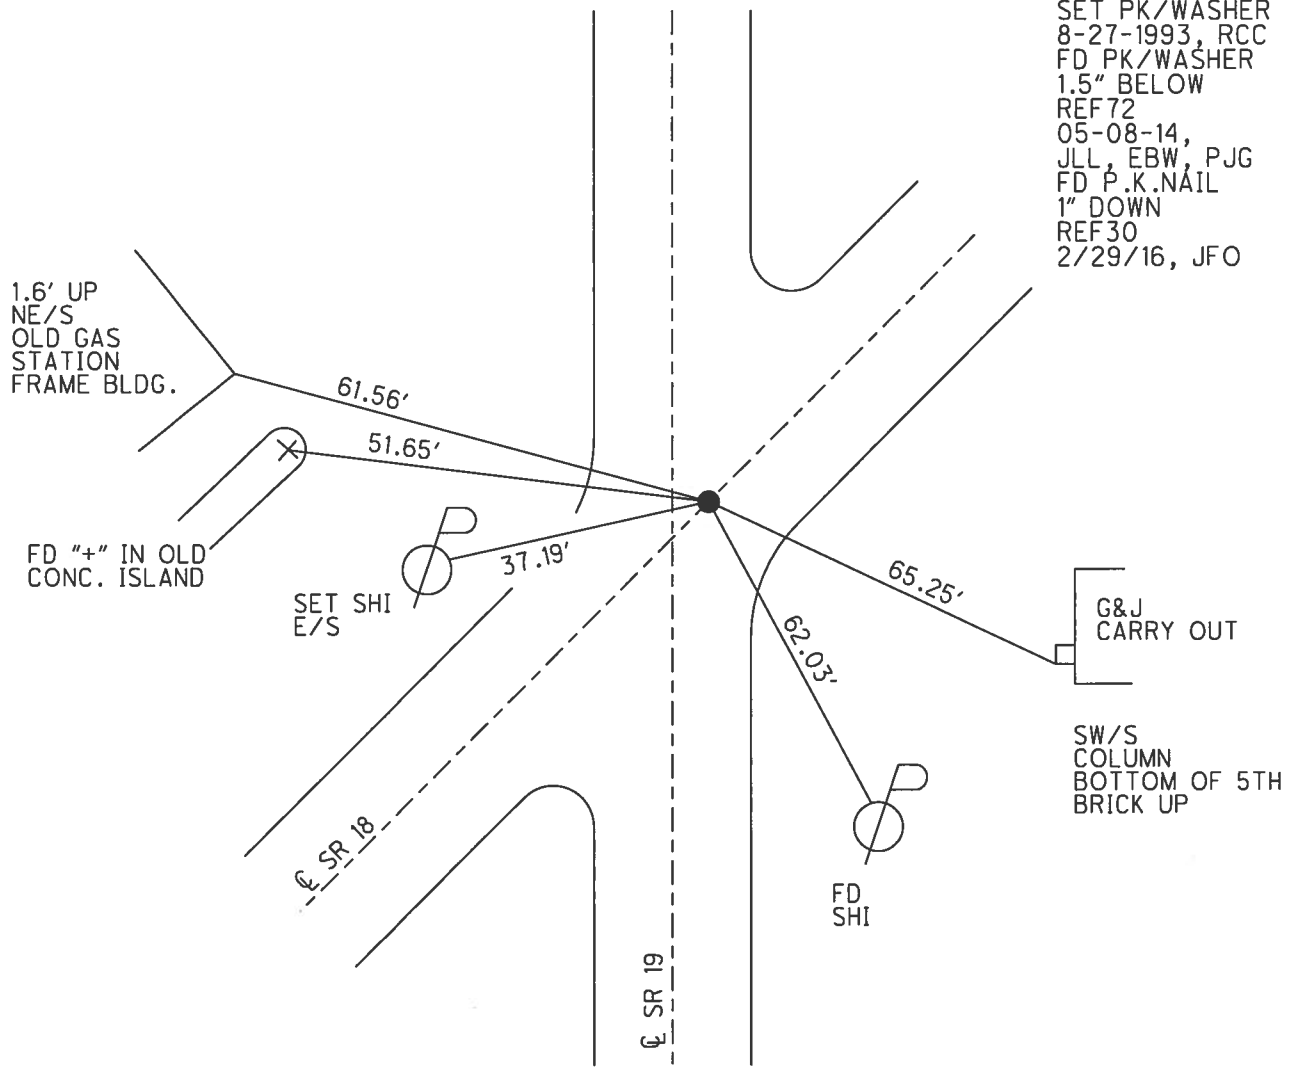 SET PK/WASHER
8-27-1993, RCC
FD PK/WASHER
1.5" BELOW
REF72
05-08-14,
JLL, EBW, PJG
FD P.K.NAIL
1" DOWN
REF30
2/29/16, JFO
1.6' UP
NE/S
OLD GAS
STATION
FRAME BLDG.
61.56'
51.65'
FD "+" IN OLD
CONC. ISLAND
37.19'
SET SHI
E/S
65.25'
G&J
CARRY OUT
62.03'
SW/S
COLUMN
BOTTOM OF 5TH
BRICK UP
℄ SR 18
FD
SHI
℄ SR 19